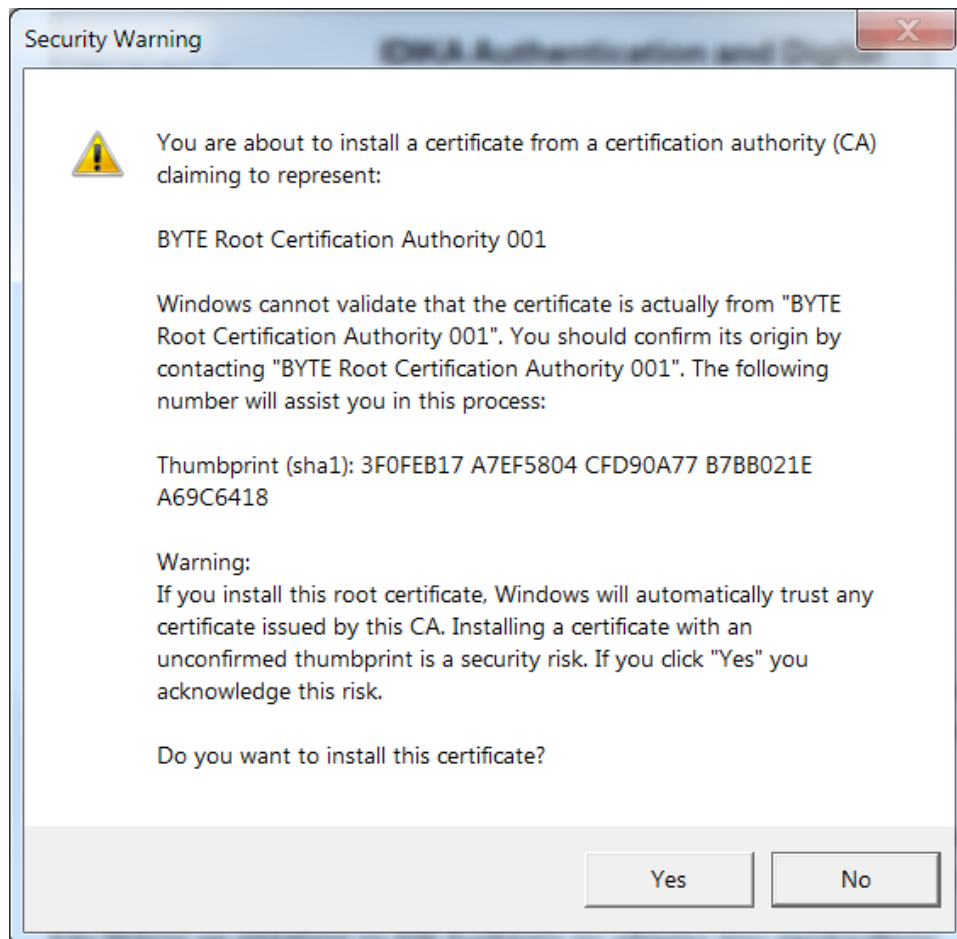 Security Warning
IDIKA Authentication and Digital
You are about to install a certificate from a certification authority (CA)
claiming to represent:
BYTE Root Certification Authority 001
Windows cannot validate that the certificate is actually from "BYTE
Root Certification Authority 001". You should confirm its origin by
contacting "BYTE Root Certification Authority 001". The following
number will assist you in this process:
Thumbprint (sha1): 3F0FEB17 A7EF5804 CFD90A77 B7BB021E
A69C6418
Warning:
If you install this root certificate, Windows will automatically trust any
certificate issued by this CA. Installing a certificate with an
unconfirmed thumbprint is a security risk. If you click "Yes" you
acknowledge this risk.
Do you want to install this certificate?
Yes No